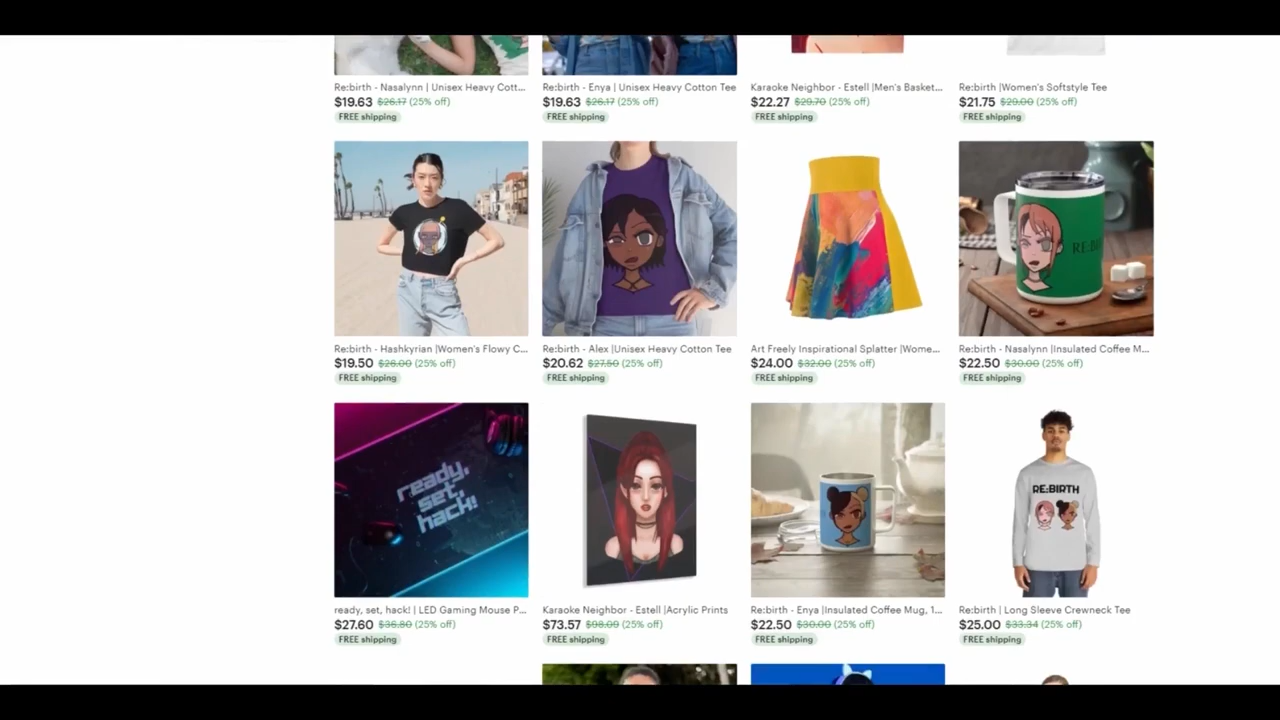 Re:birth - Nasalynn | Unisex Heavy Cott...
$19.63 $26.17 (25% off)
FREE shipping
Re:birth - Enya | Unisex Heavy Cotton Tee
$19.63 $26.17 (25% off)
FREE shipping
Karaoke Neighbor - Estell |Men's Basket...
$22.27 $29.70 (25% off)
FREE shipping
Re:birth |Women's Softstyle Tee
$21.75 $29.00 (25% off)
FREE shipping
RE:BI
Re:birth - Hashkyrian |Women's Flowy C...
$19.50 $26.00 (25% off)
FREE shipping
Re:birth - Alex |Unisex Heavy Cotton Tee
$20.62 $27.50 (25% off)
FREE shipping
Art Freely Inspirational Splatter |Wome...
$24.00 $32.00 (25% off)
FREE shipping
Re:birth - Nasalynn |Insulated Coffee M...
$22.50 $30.00 (25% off)
FREE shipping
ready,
set,
hack!
RE:BIRTH
ready, set, hack! | LED Gaming Mouse P...
$27.60 $36.80 (25% off)
FREE shipping
Karaoke Neighbor - Estell |Acrylic Prints
$73.57 $98.09 (25% off)
FREE shipping
Re:birth - Enya |Insulated Coffee Mug, 1...
$22.50 $30.00 (25% off)
FREE shipping
Re:birth | Long Sleeve Crewneck Tee
$25.00 $33.34 (25% off)
FREE shipping